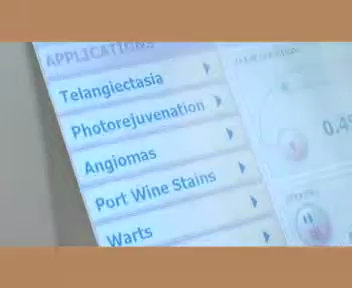 APPLICATIONS
Telangiectasia
Photorejuvenation
Angiomas
Port Wine Stains
Warts